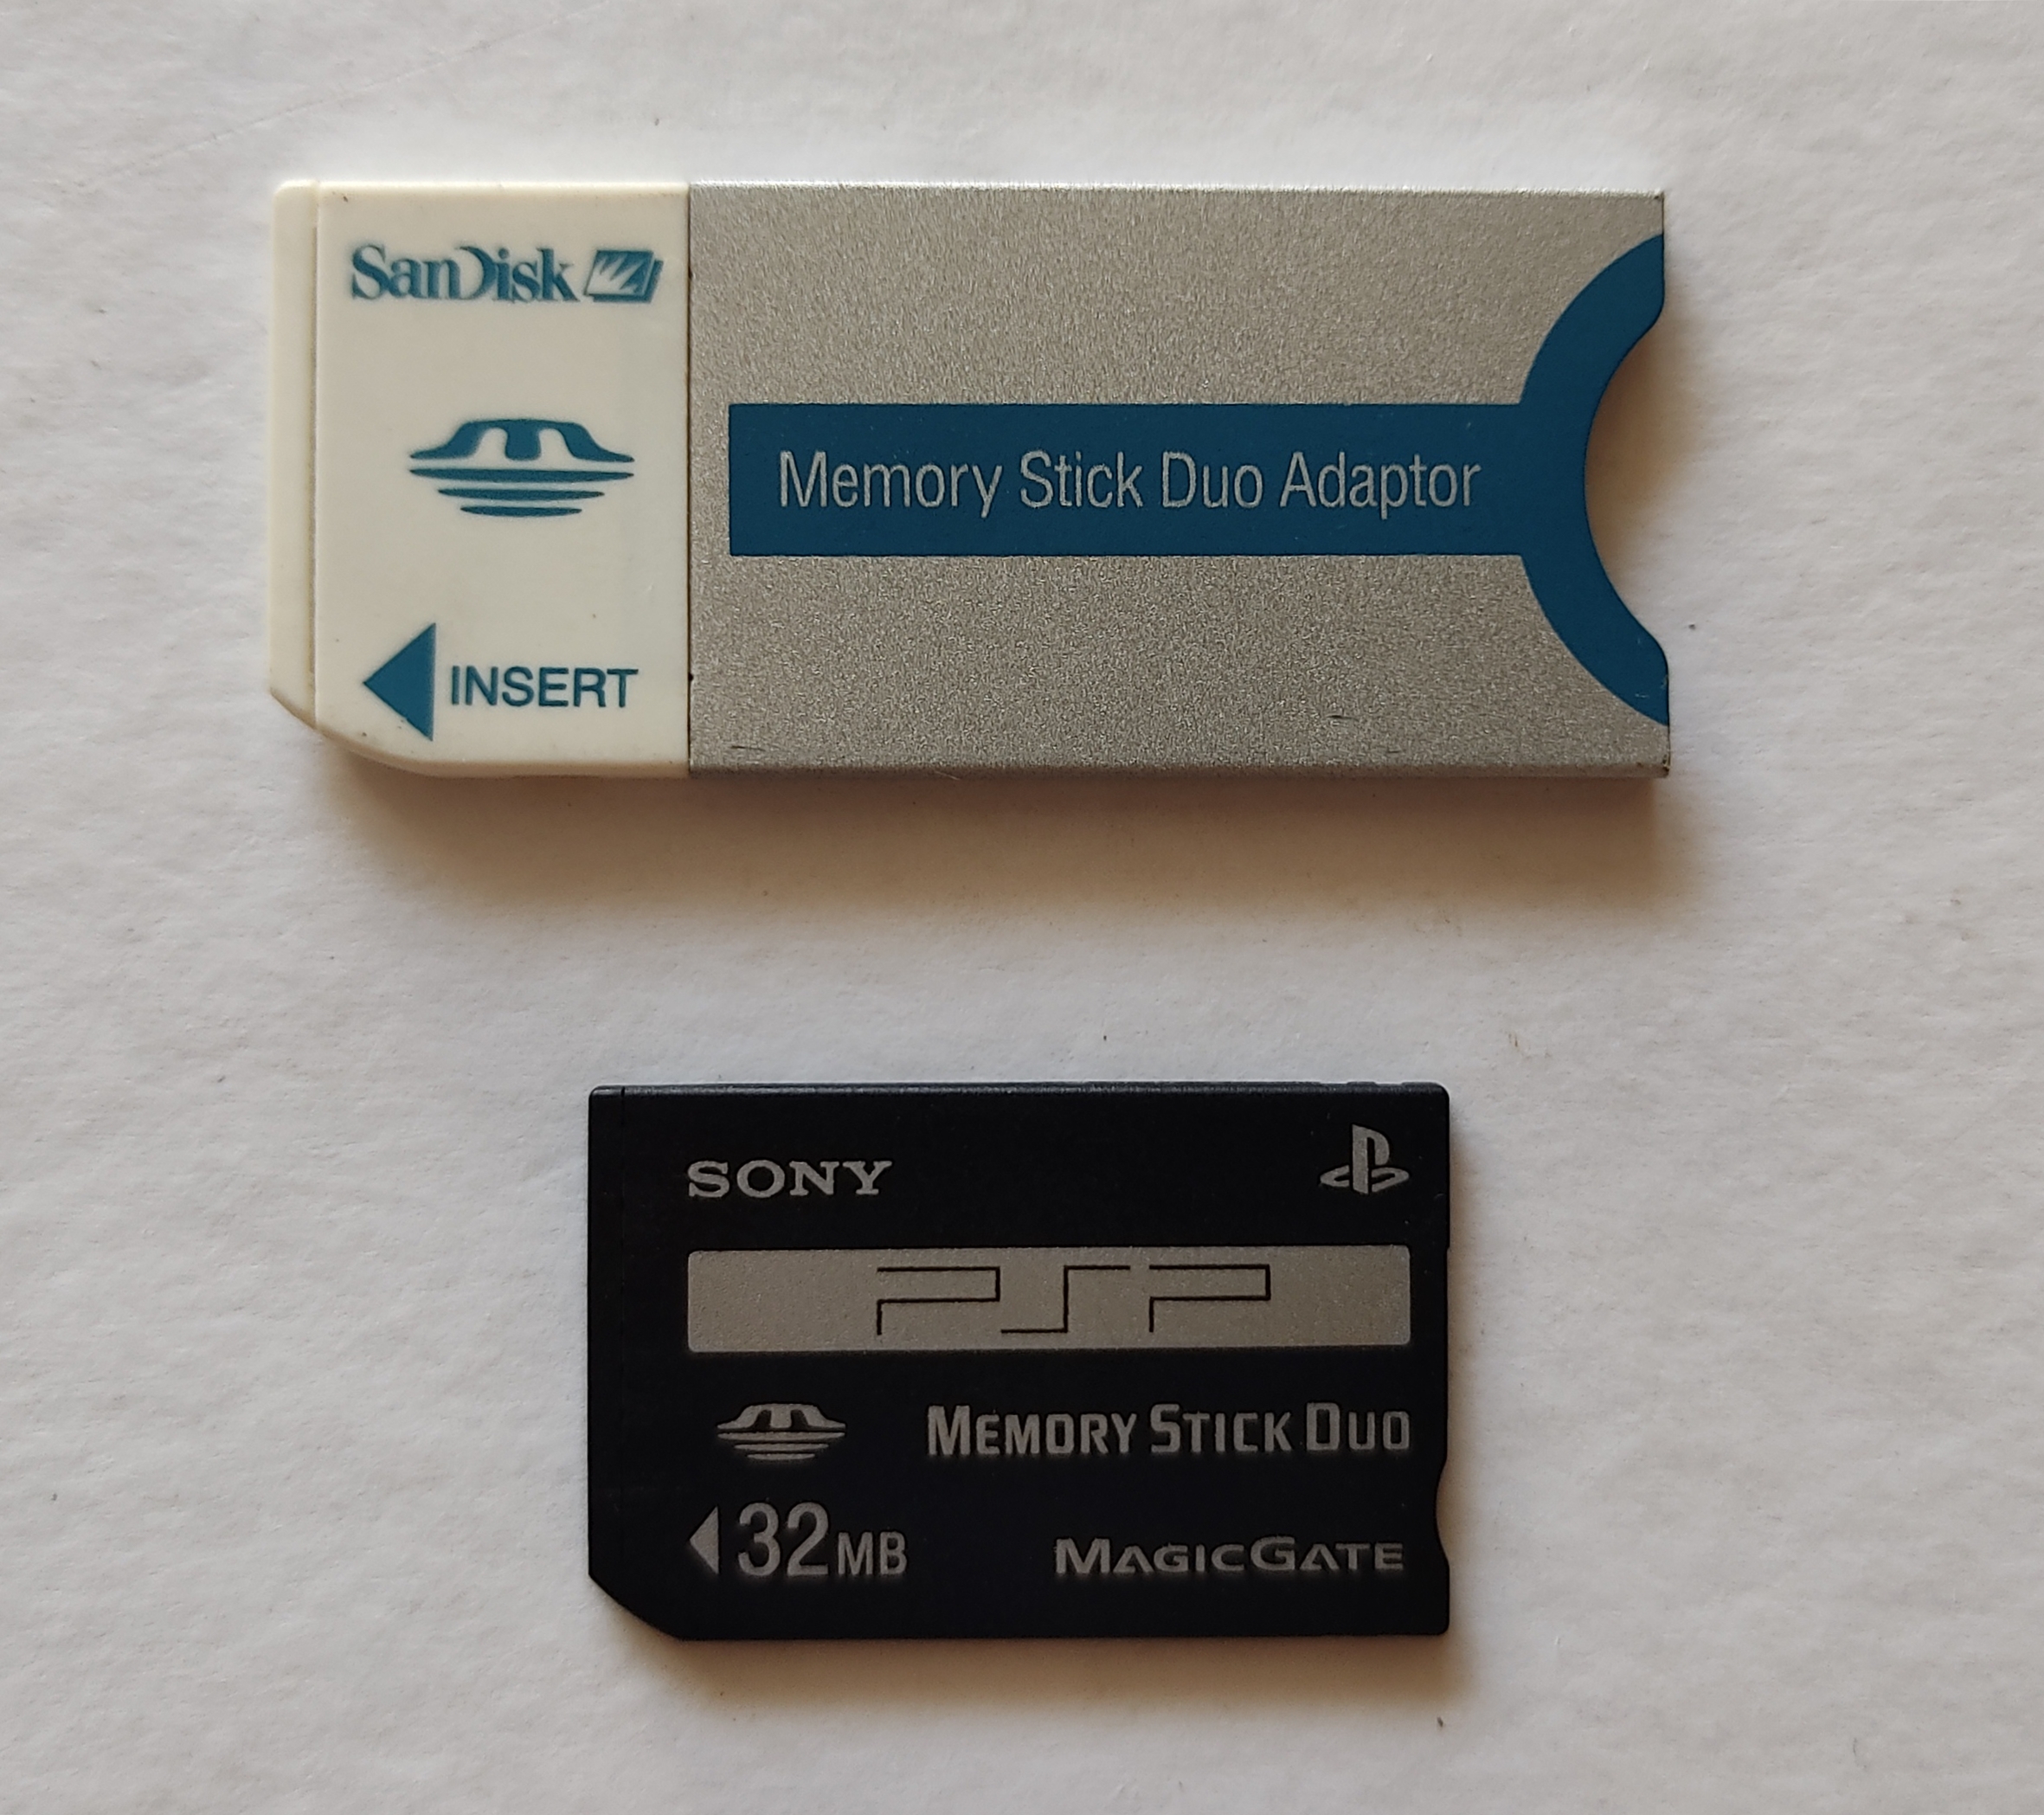 SanDisk
Memory Stick Duo Adaptor
INSERT
SONY
PSP
MEMORY STICK DUO
32MB
MAGICGATE